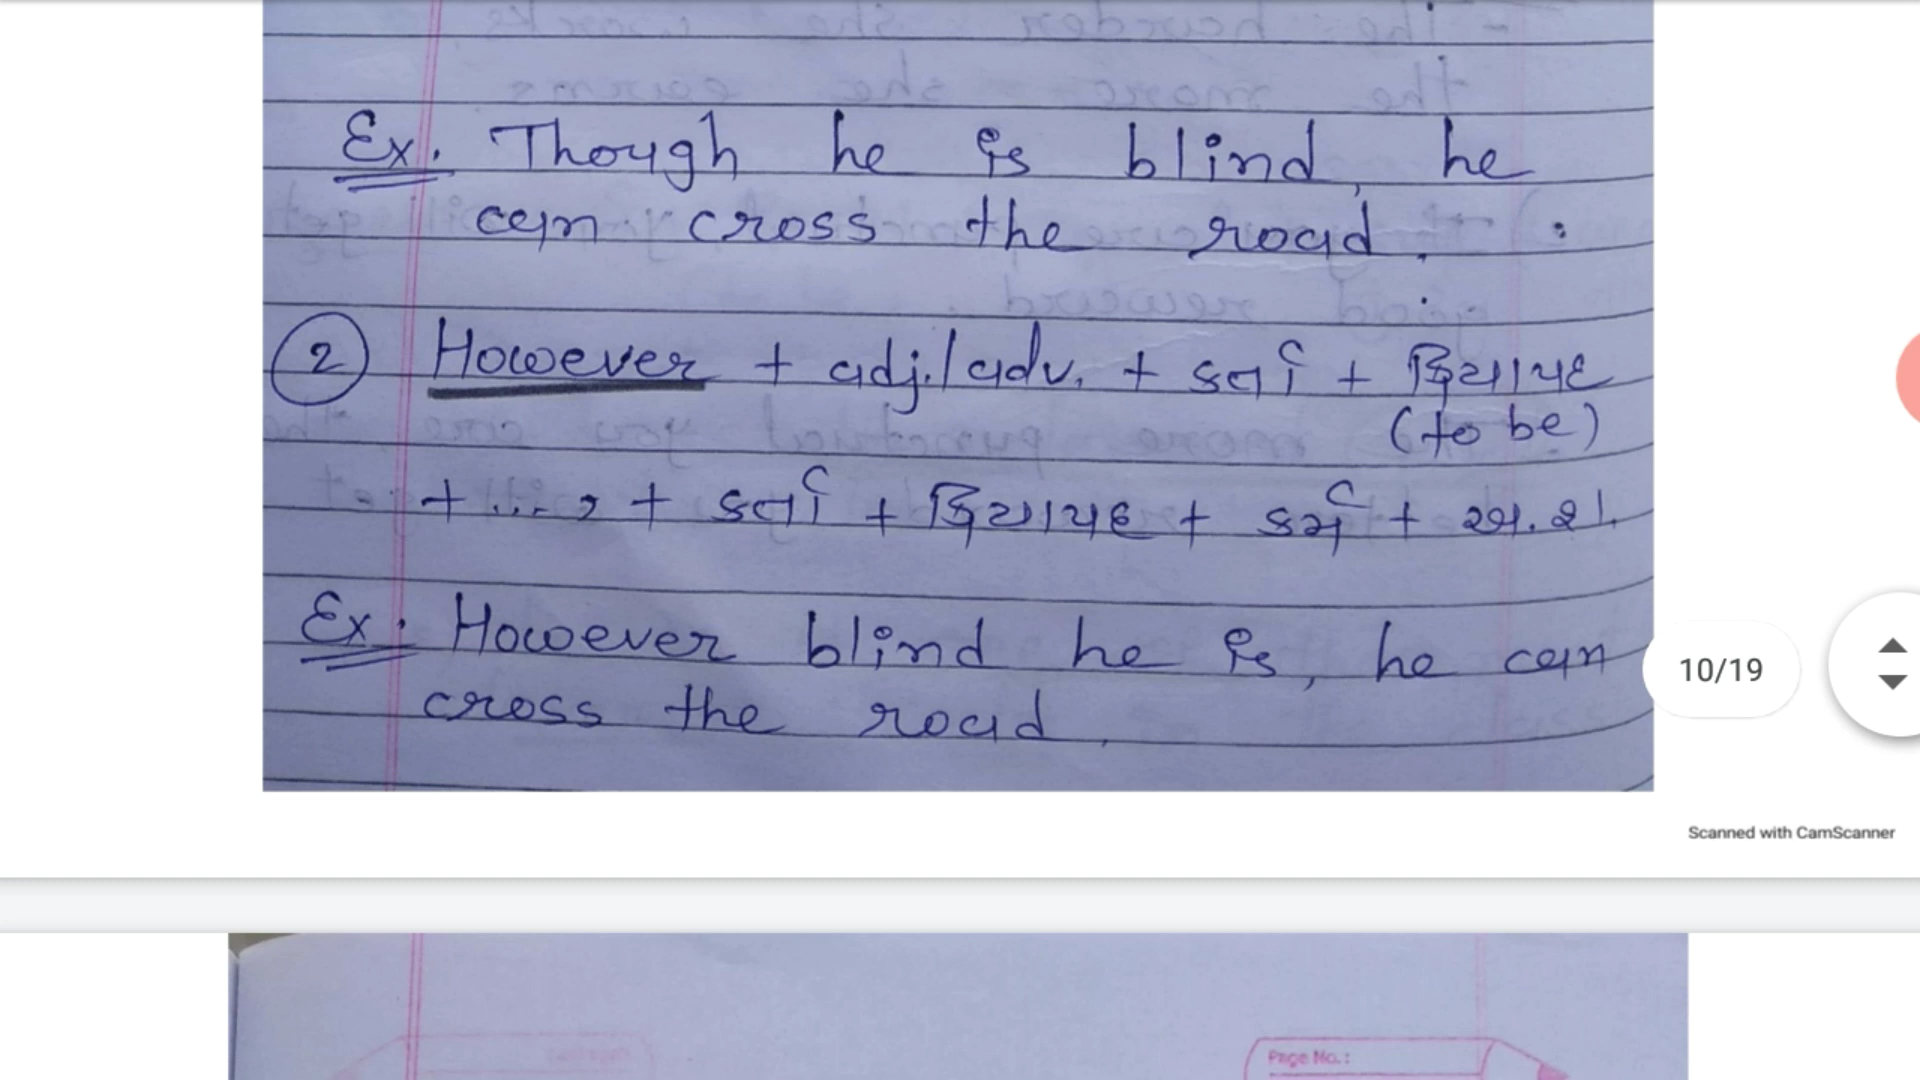 Ex. Though he is blind, he
can cross the road.
2 However + adj./adv. + કર્તા + ક્રિયાપદ
(to be)
+ ... , + કર્તા + ક્રિયાપદ + કર્મ + અ.શ.
Ex. However blind he is, he can
cross the road.
10/19
Scanned with CamScanner
Page No.: